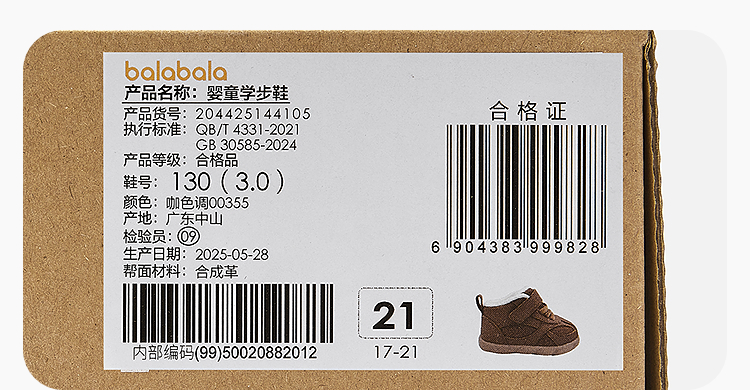 balabala
产品名称：婴童学步鞋
产品货号：204425144105
执行标准：QB/T 4331-2021
GB 30585-2024
产品等级：合格品
鞋号：130（3.0）
颜色：咖色调00355
产地：广东中山
检验员：09
生产日期：2025-05-28
帮面材料：合成革
内部编码(99)50020882012
21
17-21
合格证
6 904383 999828